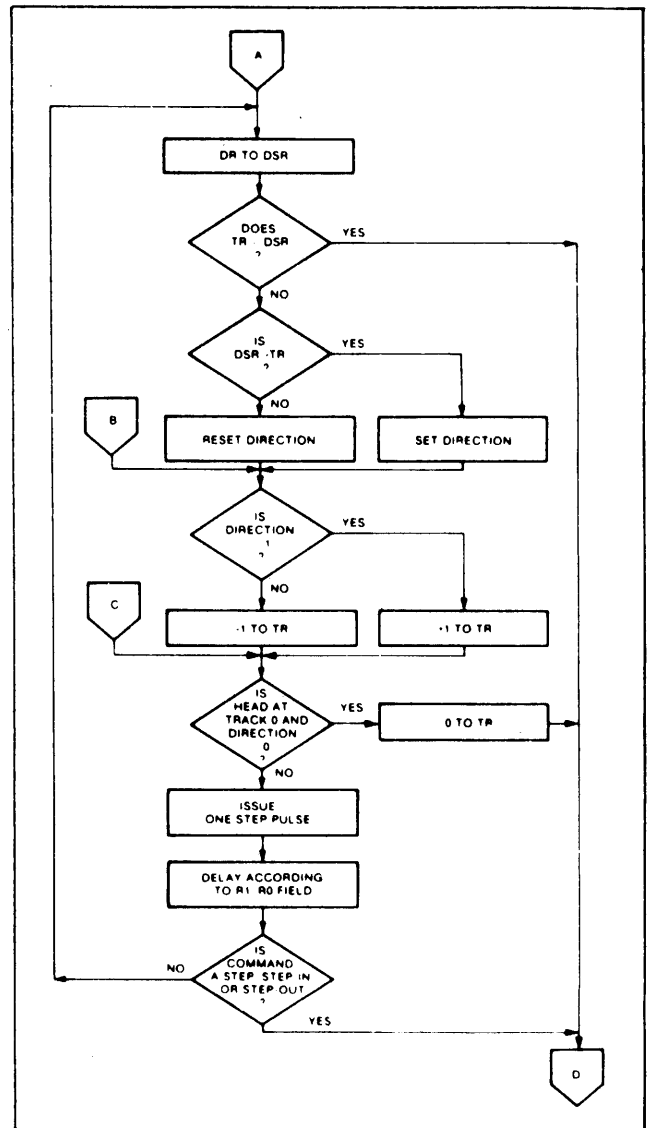 A
DR TO DSR
DOES
TR - DSR
?
YES
NO
IS
DSR -TR
?
YES
NO
B
RESET DIRECTION
SET DIRECTION
IS
DIRECTION
1
?
YES
NO
C
-1 TO TR
+1 TO TR
IS
HEAD AT
TRACK 0 AND
DIRECTION
0
?
YES
NO
0 TO TR
ISSUE
ONE STEP PULSE
DELAY ACCORDING
TO R1 R0 FIELD
IS
COMMAND
A STEP STEP IN
OR STEP-OUT
?
NO
YES
D